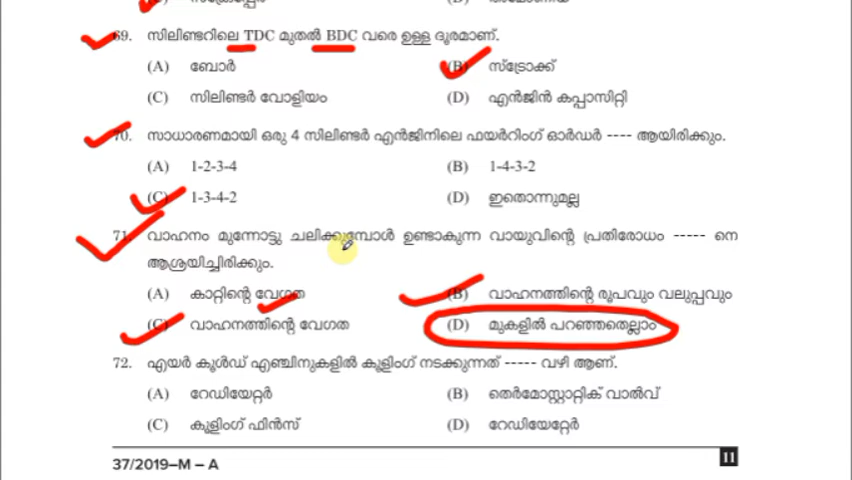 69. സിലിണ്ടറിലെ TDC മുതൽ BDC വരെ ഉള്ള ദൂരമാണ്.
(A) ബോർ (B) സ്ട്രോക്ക്
(C) സിലിണ്ടർ വോളിയം (D) എൻജിൻ കപ്പാസിറ്റി
70. സാധാരണമായി ഒരു 4 സിലിണ്ടർ എൻജിനിലെ ഫയർറിംഗ് ഓർഡർ ---- ആയിരിക്കും.
(A) 1-2-3-4 (B) 1-4-3-2
(C) 1-3-4-2 (D) ഇതൊന്നുമല്ല
71. വാഹനം മുന്നോട്ടു ചലിക്കുമ്പോൾ ഉണ്ടാകുന്ന വായുവിന്റെ പ്രതിരോധം ----- നെ
ആശ്രയിച്ചിരിക്കും.
(A) കാറ്റിന്റെ വേഗത (B) വാഹനത്തിന്റെ രൂപവും വലുപ്പവും
(C) വാഹനത്തിന്റെ വേഗത (D) മുകളിൽ പറഞ്ഞതെല്ലാം
72. എയർ കൂൾഡ് എഞ്ചിനുകളിൽ കൂളിംഗ് നടക്കുന്നത് ----- വഴി ആണ്.
(A) റേഡിയേറ്റർ (B) തെർമോസ്റ്റാറ്റിക് വാൽവ്
(C) കൂളിംഗ് ഫിൻസ് (D) റേഡിയേറ്റേർ
37/2019–M – A 11